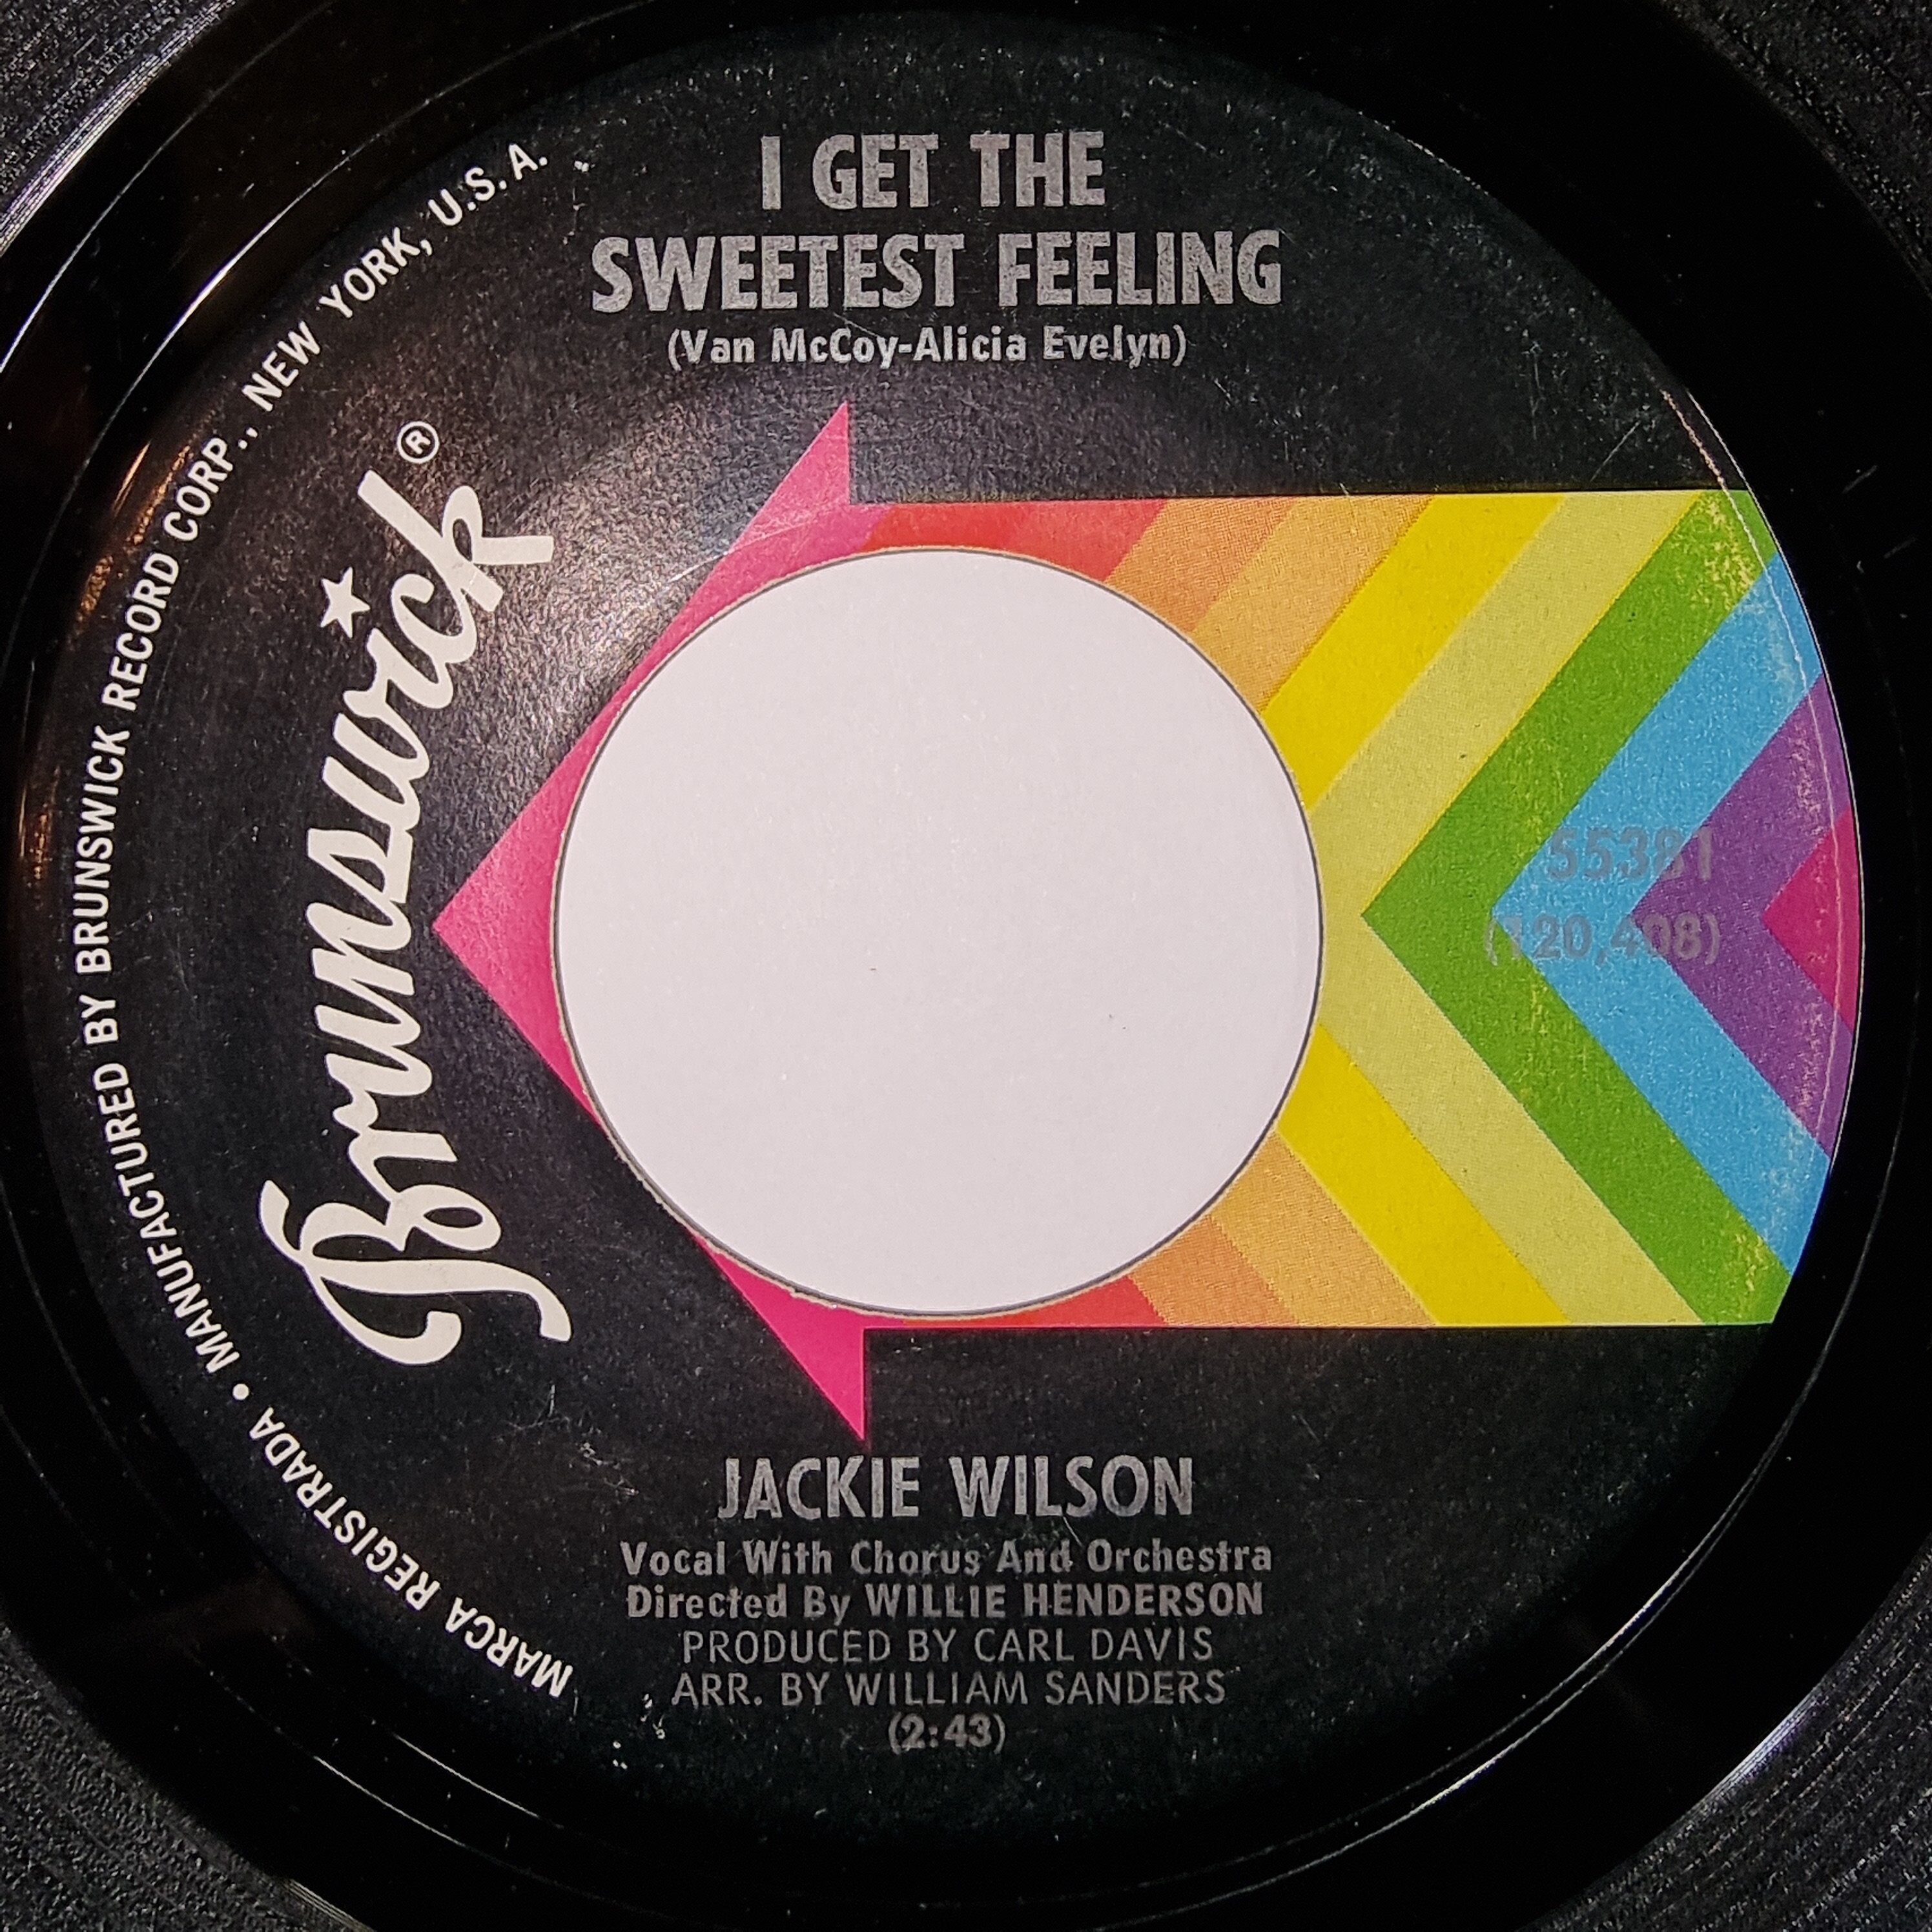 I GET THE
SWEETEST FEELING
(Van McCoy-Alicia Evelyn)
Brunswick®
MARCA REGISTRADA • MANUFACTURED BY BRUNSWICK RECORD CORP., NEW YORK, U.S.A.
55381
(120,408)
JACKIE WILSON
Vocal With Chorus And Orchestra
Directed By WILLIE HENDERSON
PRODUCED BY CARL DAVIS
ARR. BY WILLIAM SANDERS
(2:43)